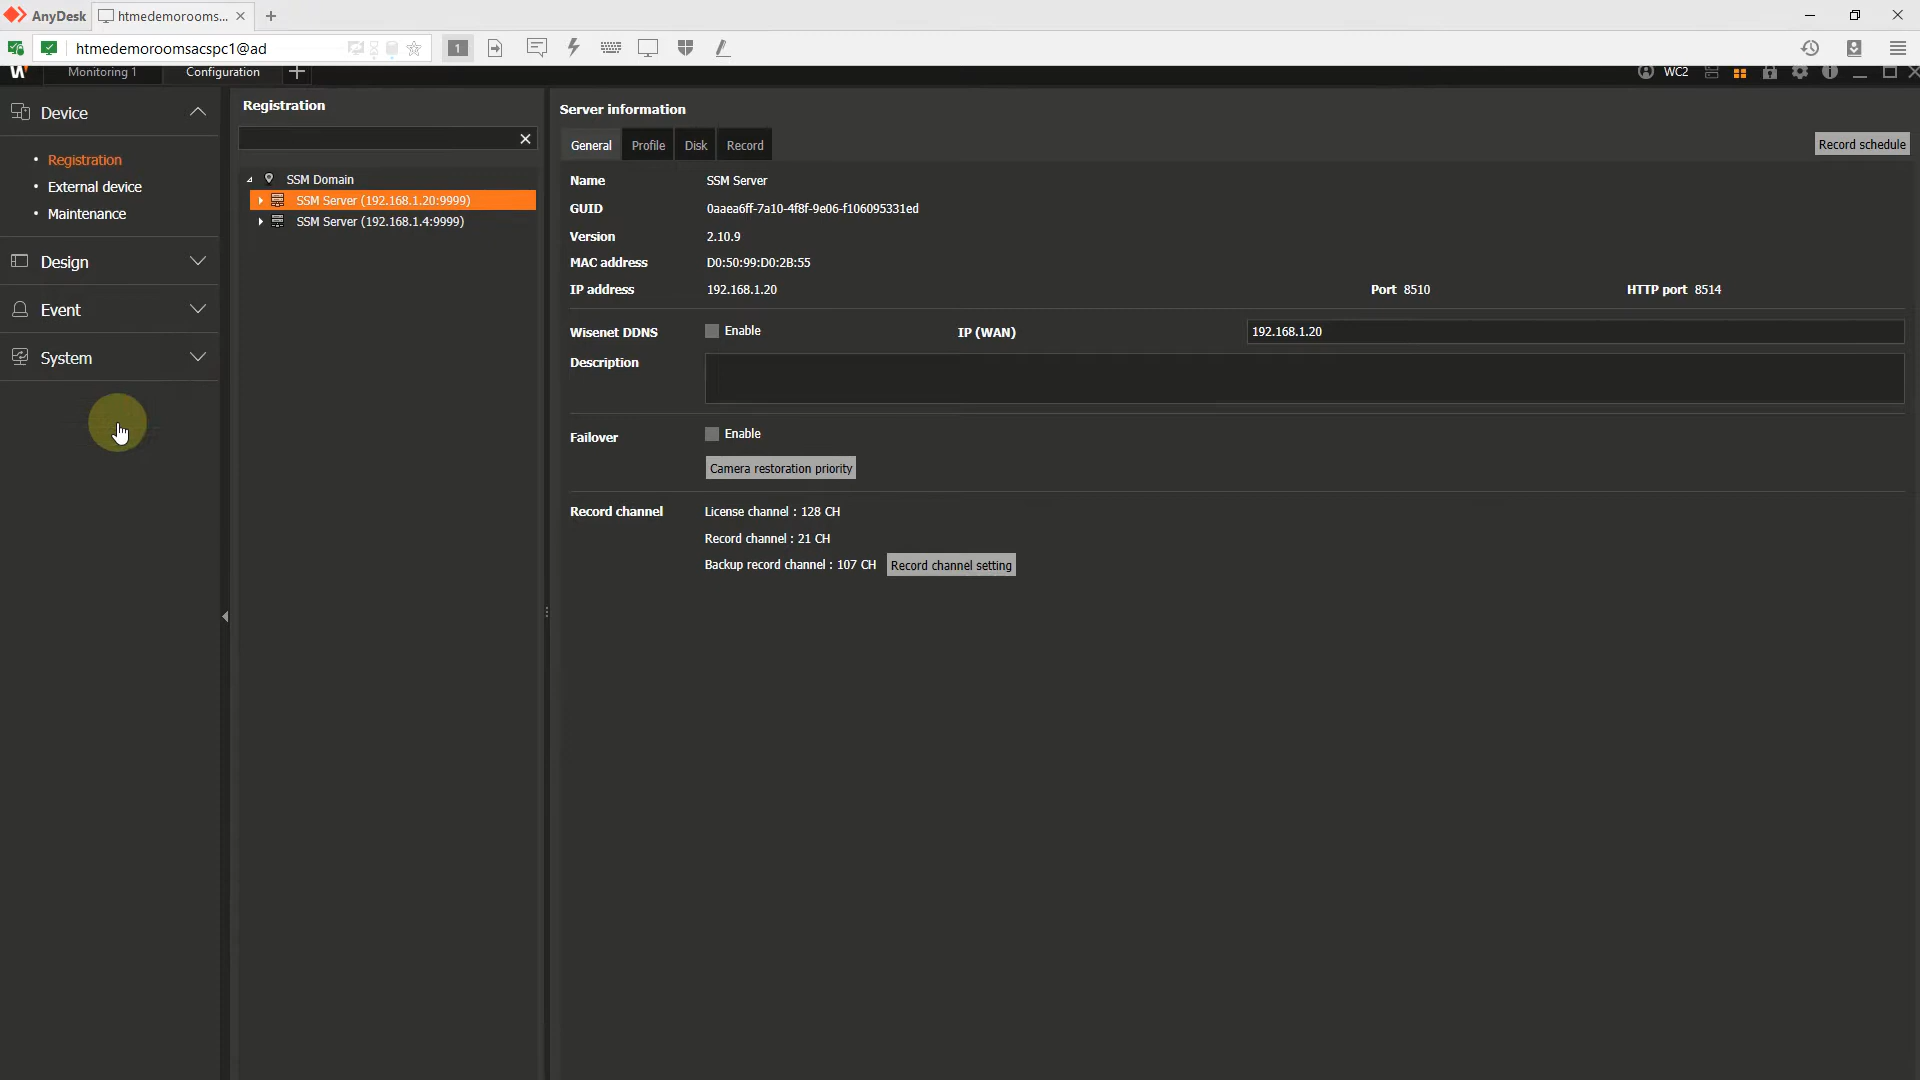 AnyDesk htmedemorooms...
htmedemoroomsacspc1@ad 1
W Monitoring 1 Configuration WC2
Device
Registration
External device
Maintenance
Design
Event
System
Registration
SSM Domain
SSM Server (192.168.1.20:9999)
SSM Server (192.168.1.4:9999)
Server information
General Profile Disk Record Record schedule
Name SSM Server
GUID 0aaea6ff-7a10-4f8f-9e06-f106095331ed
Version 2.10.9
MAC address D0:50:99:D0:2B:55
IP address 192.168.1.20 Port 8510 HTTP port 8514
Wisenet DDNS Enable IP (WAN) 192.168.1.20
Description
Failover Enable
Camera restoration priority
Record channel License channel : 128 CH
Record channel : 21 CH
Backup record channel : 107 CH Record channel setting